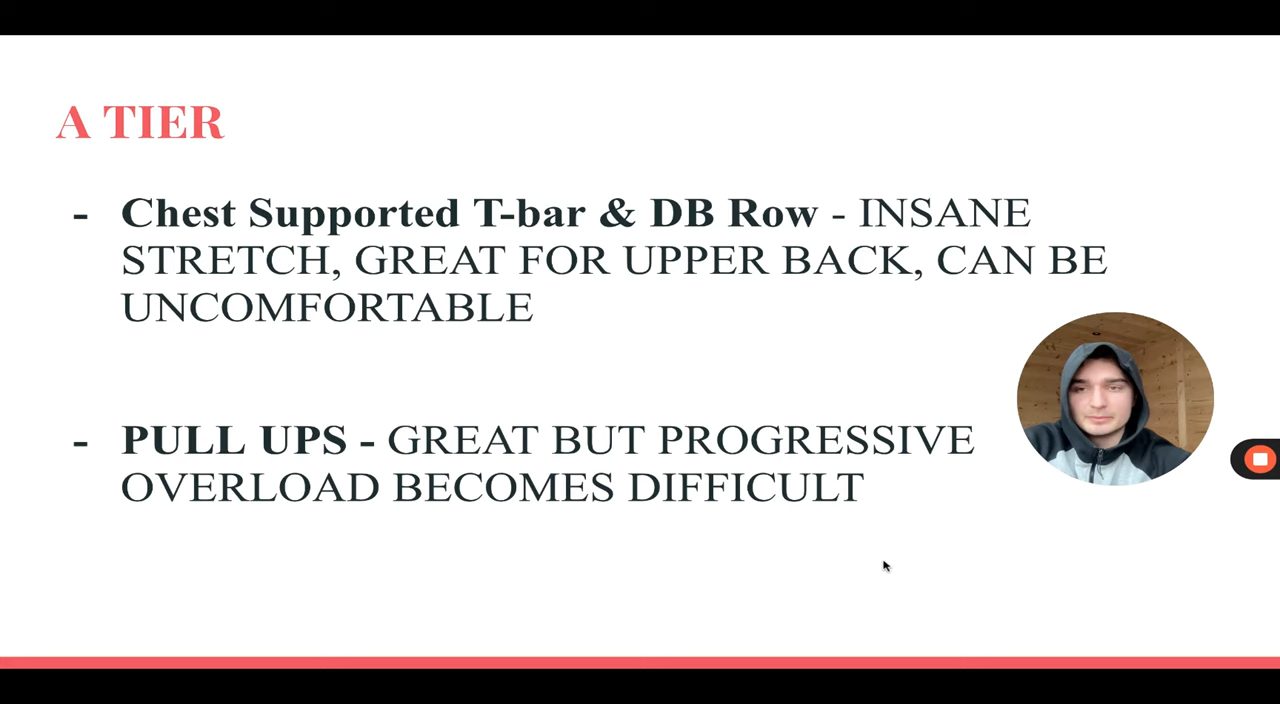 A TIER
- Chest Supported T-bar & DB Row - INSANE
STRETCH, GREAT FOR UPPER BACK, CAN BE
UNCOMFORTABLE
- PULL UPS - GREAT BUT PROGRESSIVE
OVERLOAD BECOMES DIFFICULT